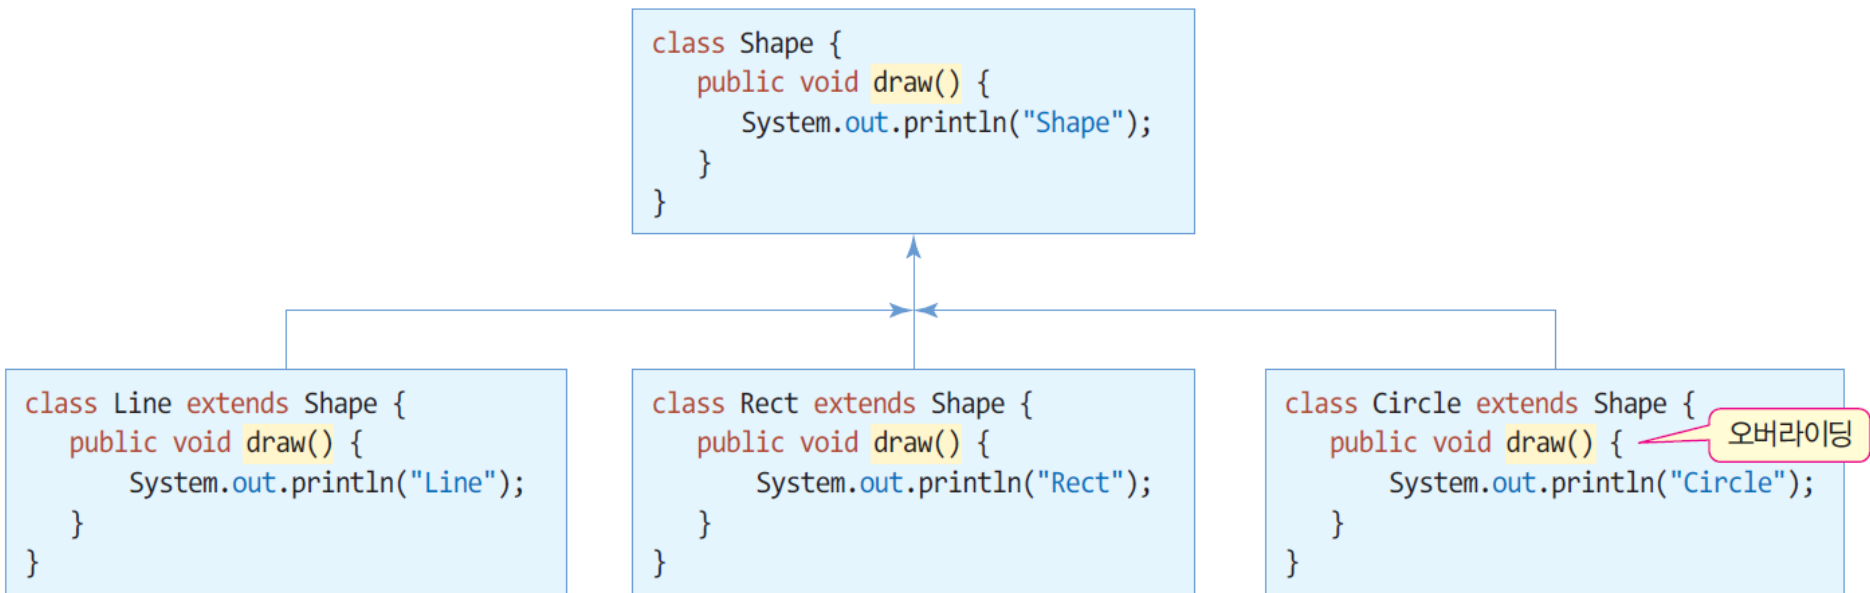 class Shape {
public void draw() {
System.out.println("Shape");
}
}
class Line extends Shape {
public void draw() {
System.out.println("Line");
}
}
class Rect extends Shape {
public void draw() {
System.out.println("Rect");
}
}
class Circle extends Shape {
public void draw() {
System.out.println("Circle");
}
}
오버라이딩